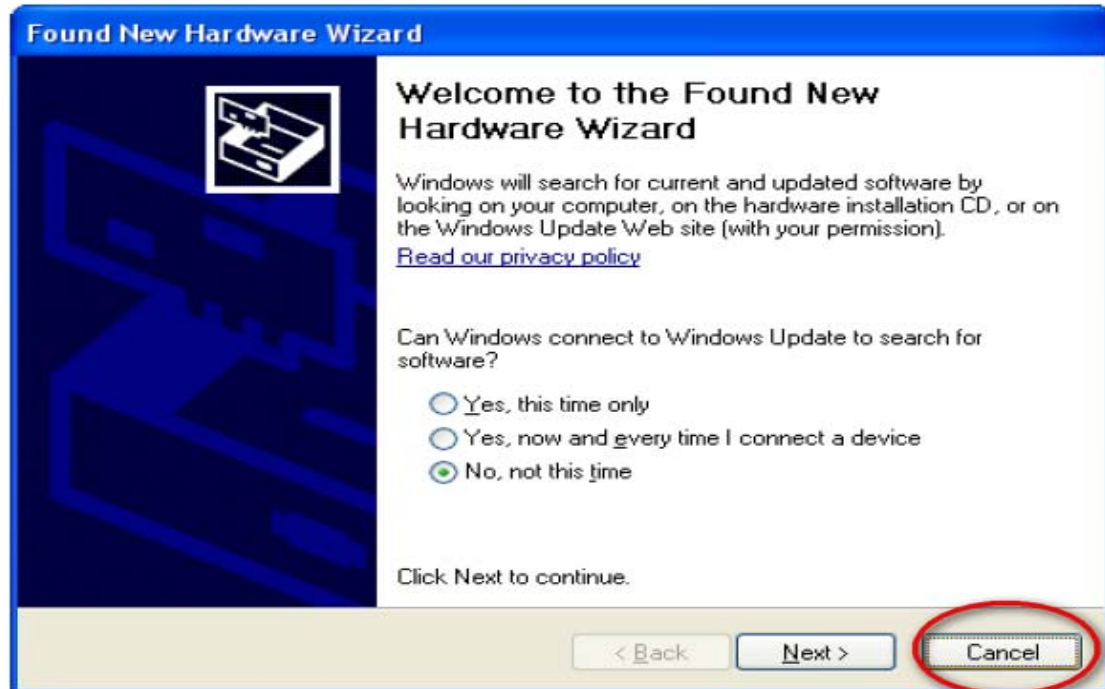 Found New Hardware Wizard
Welcome to the Found New
Hardware Wizard
Windows will search for current and updated software by
looking on your computer, on the hardware installation CD, or on
the Windows Update Web site (with your permission).
Read our privacy policy
Can Windows connect to Windows Update to search for
software?
Yes, this time only
Yes, now and every time I connect a device
No, not this time
Click Next to continue.
< Back Next > Cancel